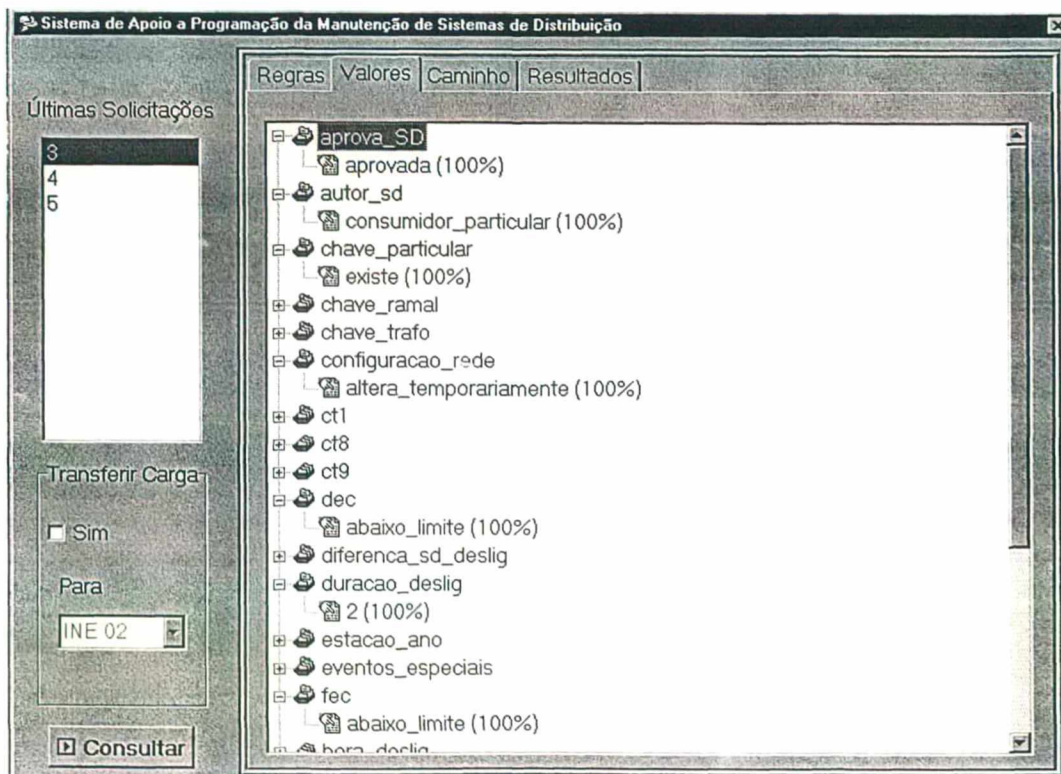 Sistema de Apoio a Programação da Manutenção de Sistemas de Distribuição
Últimas Solicitações
3
4
5
Transferir Carga
Sim
Para
INE 02
Consultar
Regras Valores Caminho Resultados
aprova_SD
aprovada (100%)
autor_sd
consumidor_particular (100%)
chave_particular
existe (100%)
chave_ramal
chave_trafo
configuracao_rede
altera_temporariamente (100%)
ct1
ct8
ct9
dec
abaixo_limite (100%)
diferenca_sd_deslig
duracao_deslig
2 (100%)
estacao_ano
eventos_especiais
fec
abaixo_limite (100%)
hora_deslig